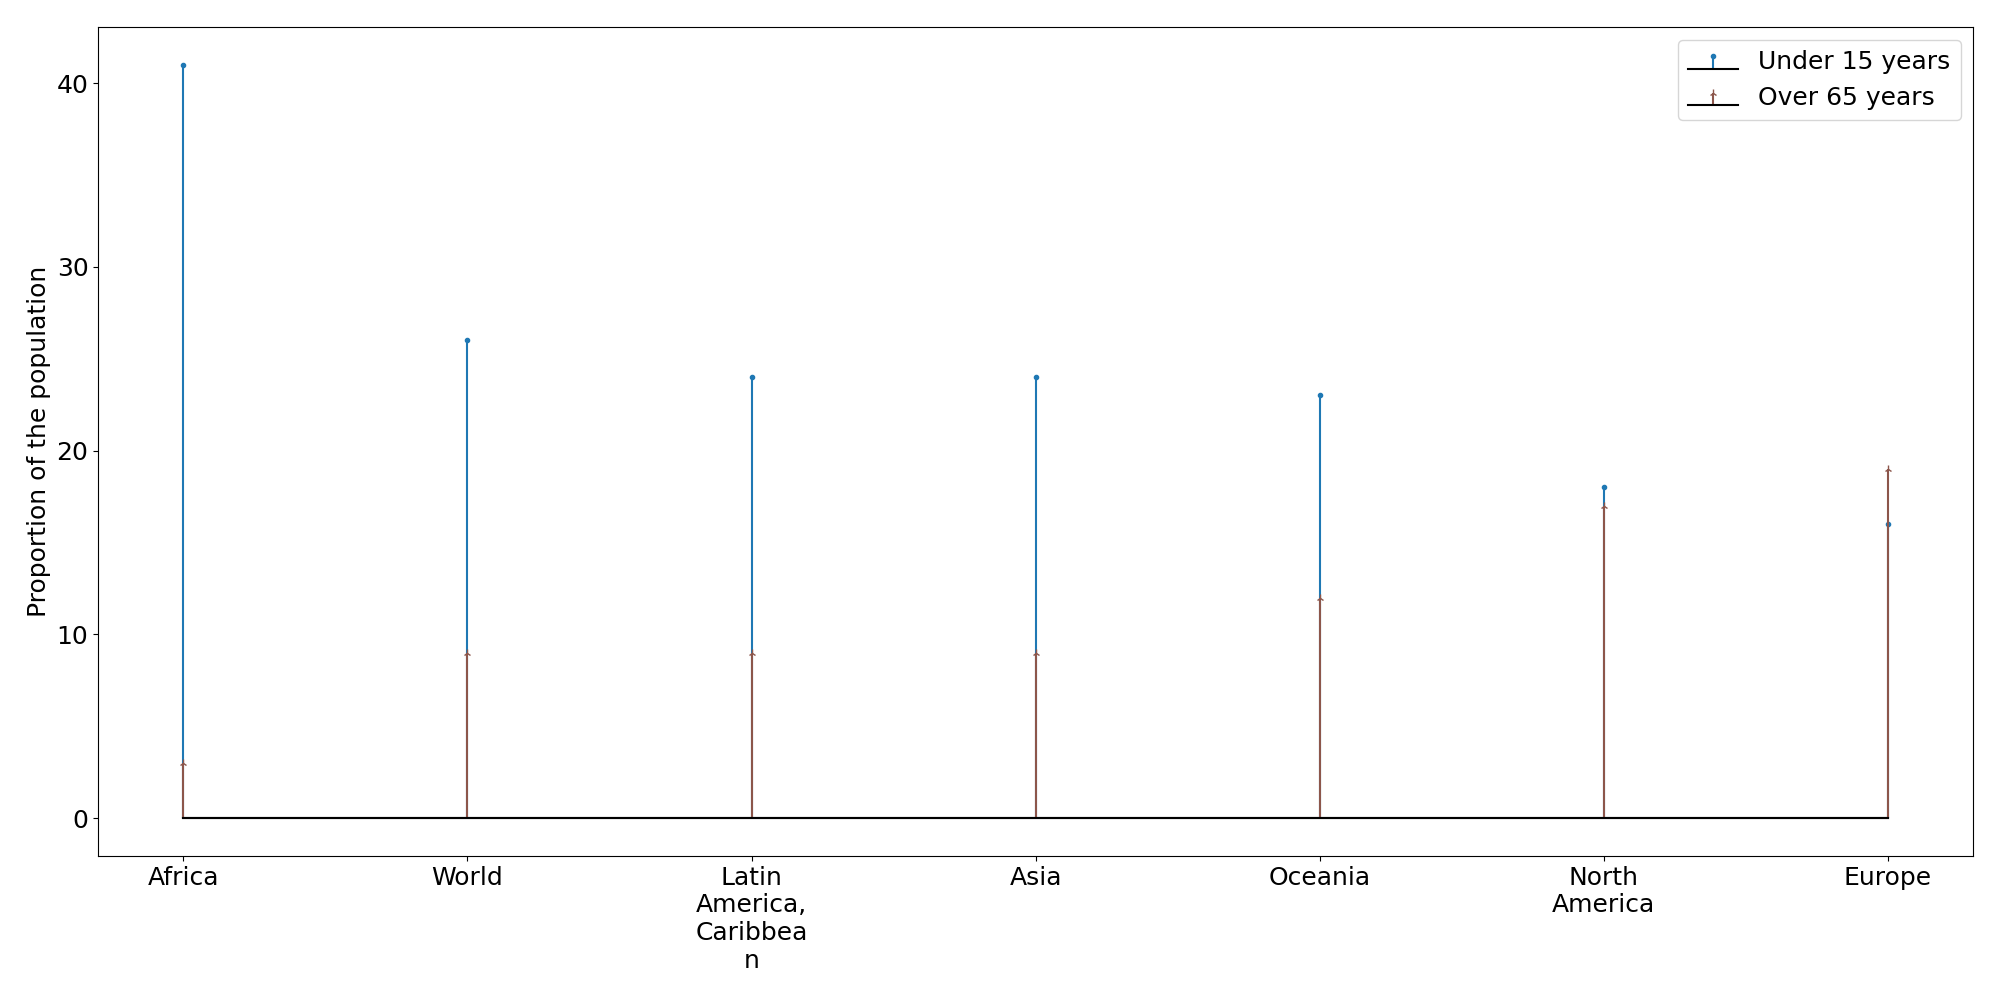 Under 15 years
Over 65 years
Proportion of the population
40
30
20
10
0
Africa
World
Latin
America,
Caribbea
n
Asia
Oceania
North
America
Europe